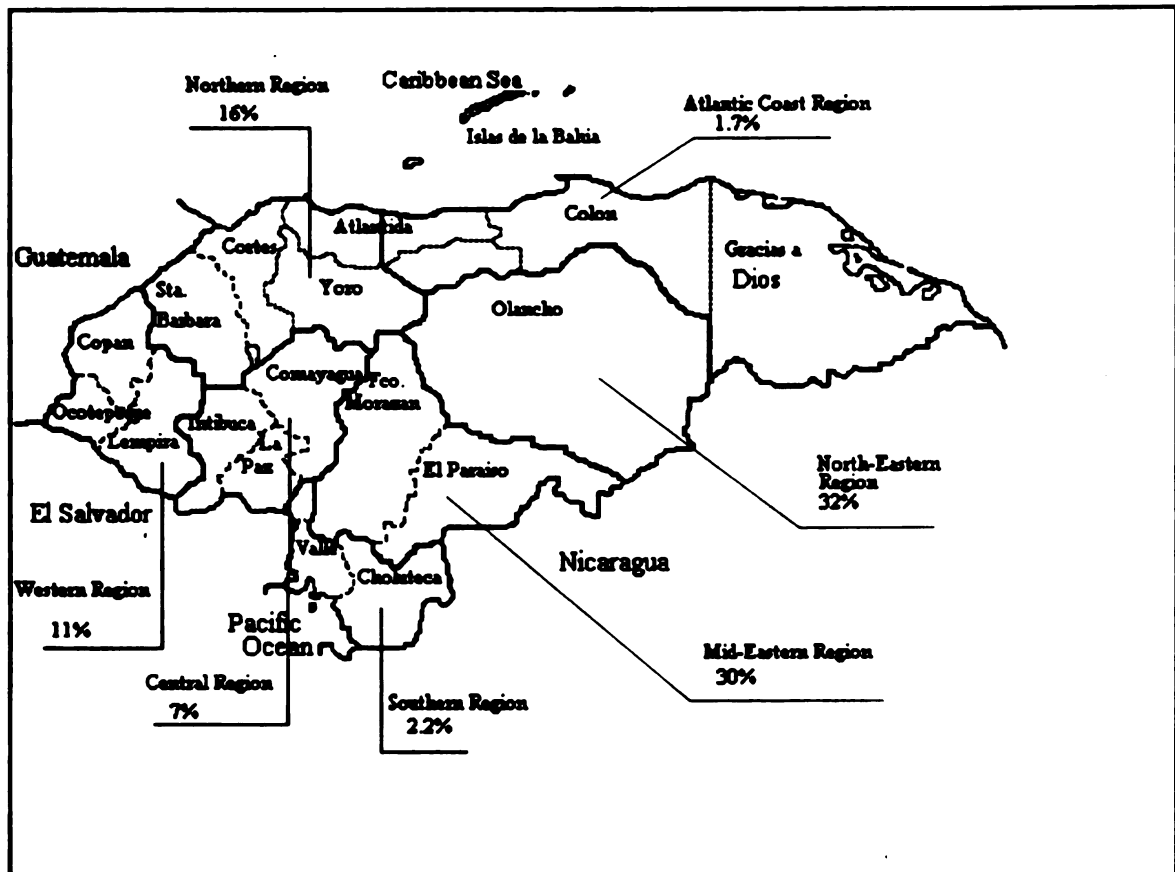 Caribbean Sea
Northern Region
16%
Atlantic Coast Region
1.7%
Islas de la Bahia
Colon
Atlantida
Cortes
Gracias a
Dios
Guatemala
Yoro
Sta.
Barbara
Olancho
Copan
Comayagua
Fco.
Morazan
Ocotepeque
Lempira
Intibuca
La
Paz
El Paraiso
North-Eastern
Region
32%
El Salvador
Valle
Nicaragua
Choluteca
Western Region
11%
Pacific
Ocean
Mid-Eastern Region
30%
Central Region
7%
Southern Region
2.2%